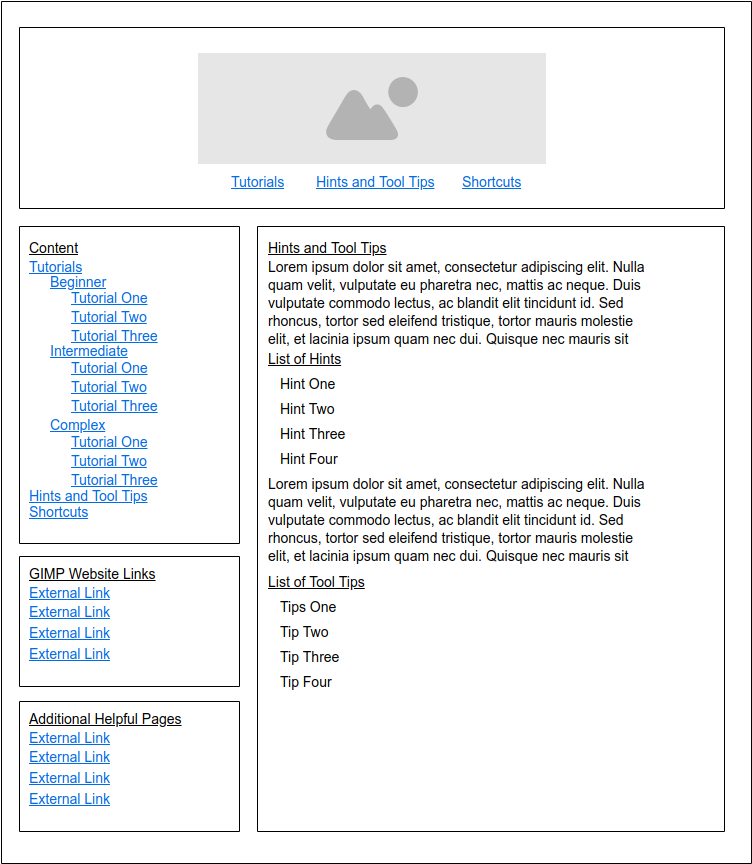 Tutorials Hints and Tool Tips Shortcuts
Content
Tutorials
Beginner
Tutorial One
Tutorial Two
Tutorial Three
Intermediate
Tutorial One
Tutorial Two
Tutorial Three
Complex
Tutorial One
Tutorial Two
Tutorial Three
Hints and Tool Tips
Shortcuts
GIMP Website Links
External Link
External Link
External Link
External Link
Additional Helpful Pages
External Link
External Link
External Link
External Link
Hints and Tool Tips
Lorem ipsum dolor sit amet, consectetur adipiscing elit. Nulla
quam velit, vulputate eu pharetra nec, mattis ac neque. Duis
vulputate commodo lectus, ac blandit elit tincidunt id. Sed
rhoncus, tortor sed eleifend tristique, tortor mauris molestie
elit, et lacinia ipsum quam nec dui. Quisque nec mauris sit
List of Hints
Hint One
Hint Two
Hint Three
Hint Four
Lorem ipsum dolor sit amet, consectetur adipiscing elit. Nulla
quam velit, vulputate eu pharetra nec, mattis ac neque. Duis
vulputate commodo lectus, ac blandit elit tincidunt id. Sed
rhoncus, tortor sed eleifend tristique, tortor mauris molestie
elit, et lacinia ipsum quam nec dui. Quisque nec mauris sit
List of Tool Tips
Tips One
Tip Two
Tip Three
Tip Four